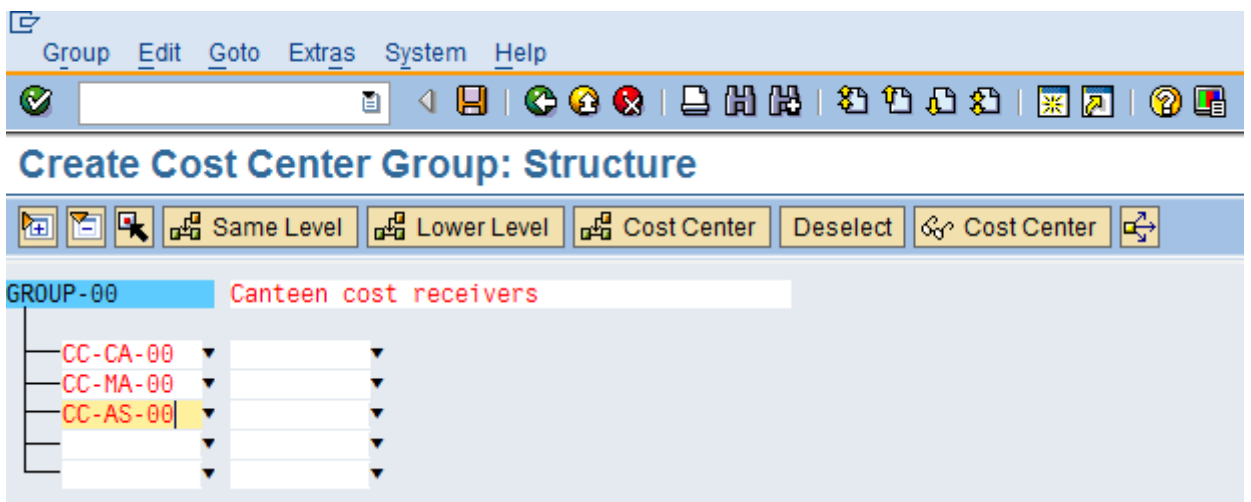 Group Edit Goto Extras System Help
Create Cost Center Group: Structure
Same Level Lower Level Cost Center Deselect Cost Center
GROUP-00 Canteen cost receivers
CC-CA-00
CC-MA-00
CC-AS-00